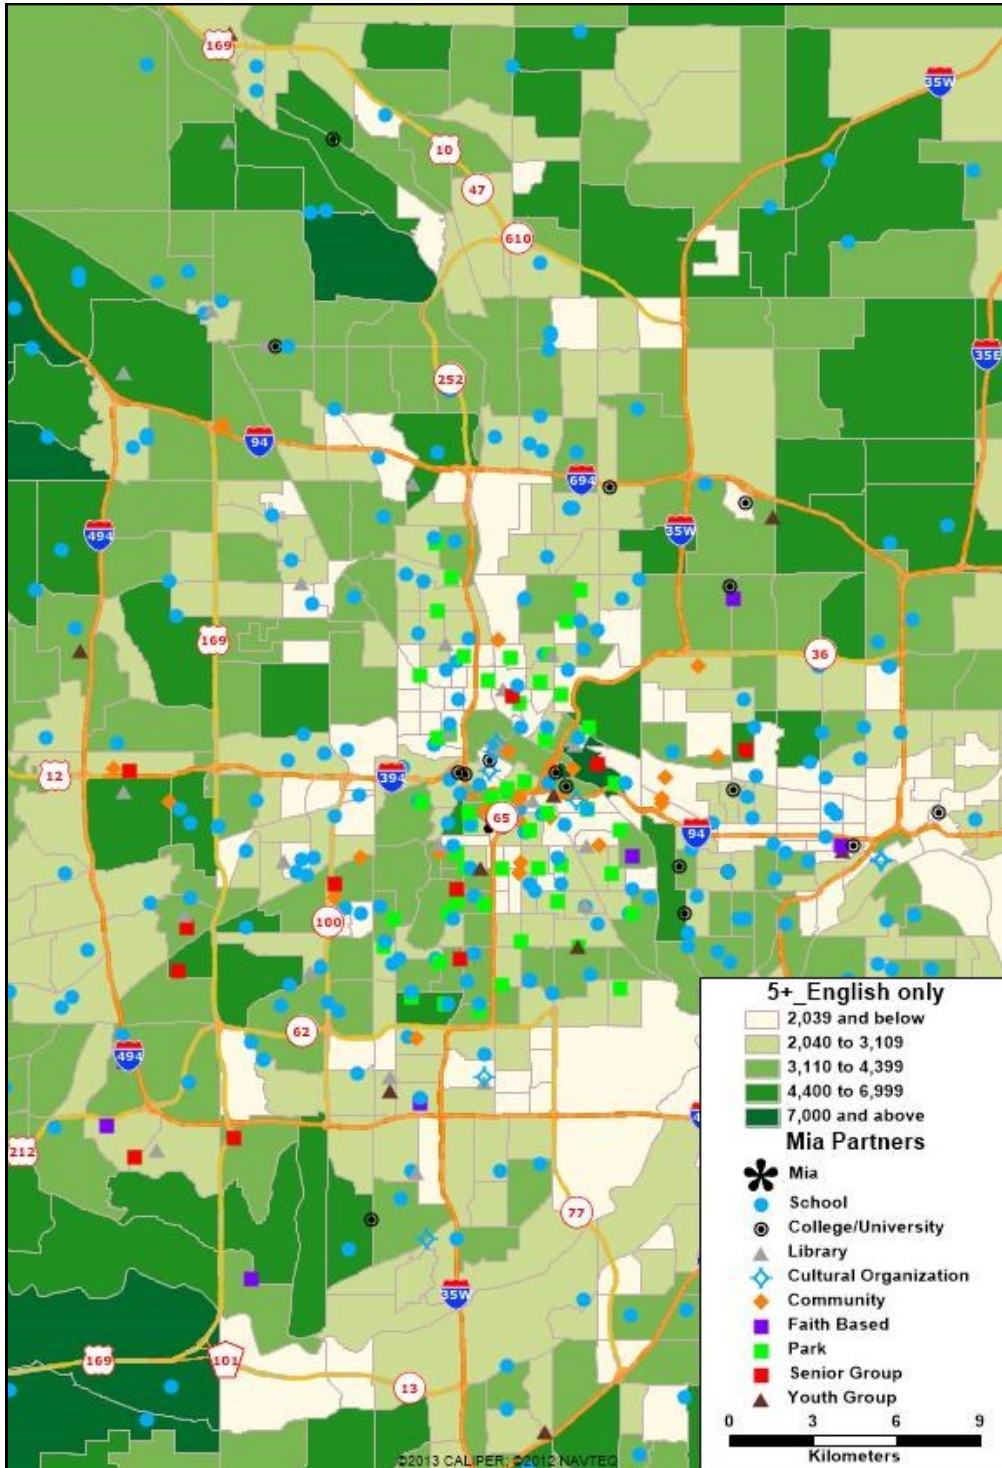 169
35W
10
47
610
35E
252
94
694
494
35W
169
36
12
394
65
94
100
62
494
212
77
35W
169
101
13
5+_English only
2,039 and below
2,040 to 3,109
3,110 to 4,399
4,400 to 6,999
7,000 and above
Mia Partners
Mia
School
College/University
Library
Cultural Organization
Community
Faith Based
Park
Senior Group
Youth Group
0 3 6 9
Kilometers
©2013 CALIPER; ©2012 NAVTEQ